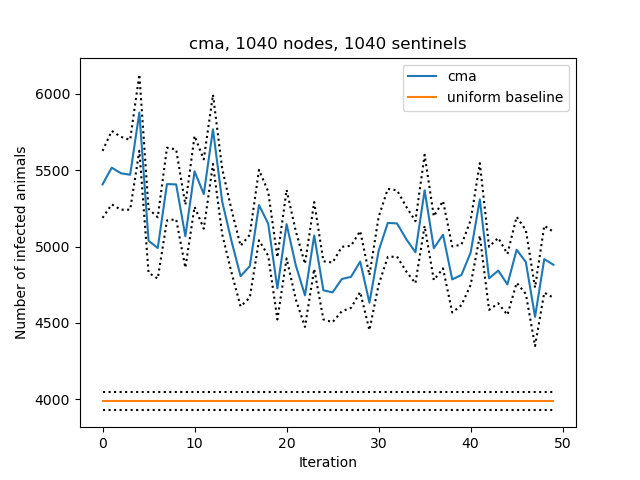 cma, 1040 nodes, 1040 sentinels
cma
uniform baseline
Number of infected animals
6000
5500
5000
4500
4000
0 10 20 30 40 50
Iteration